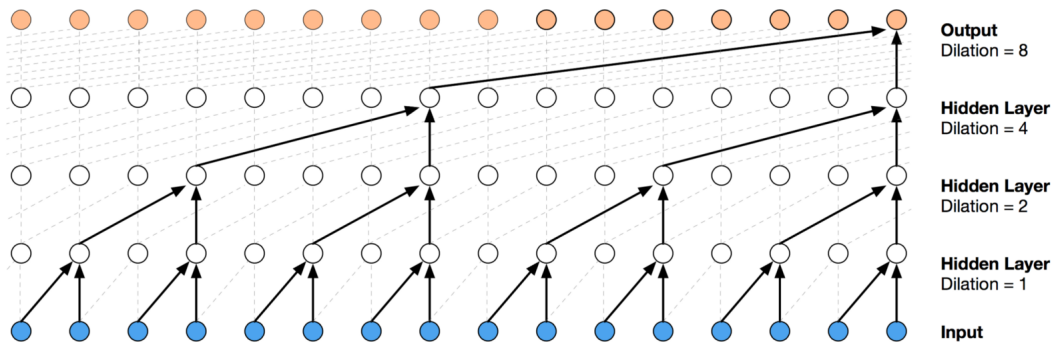 Output
Dilation = 8
Hidden Layer
Dilation = 4
Hidden Layer
Dilation = 2
Hidden Layer
Dilation = 1
Input